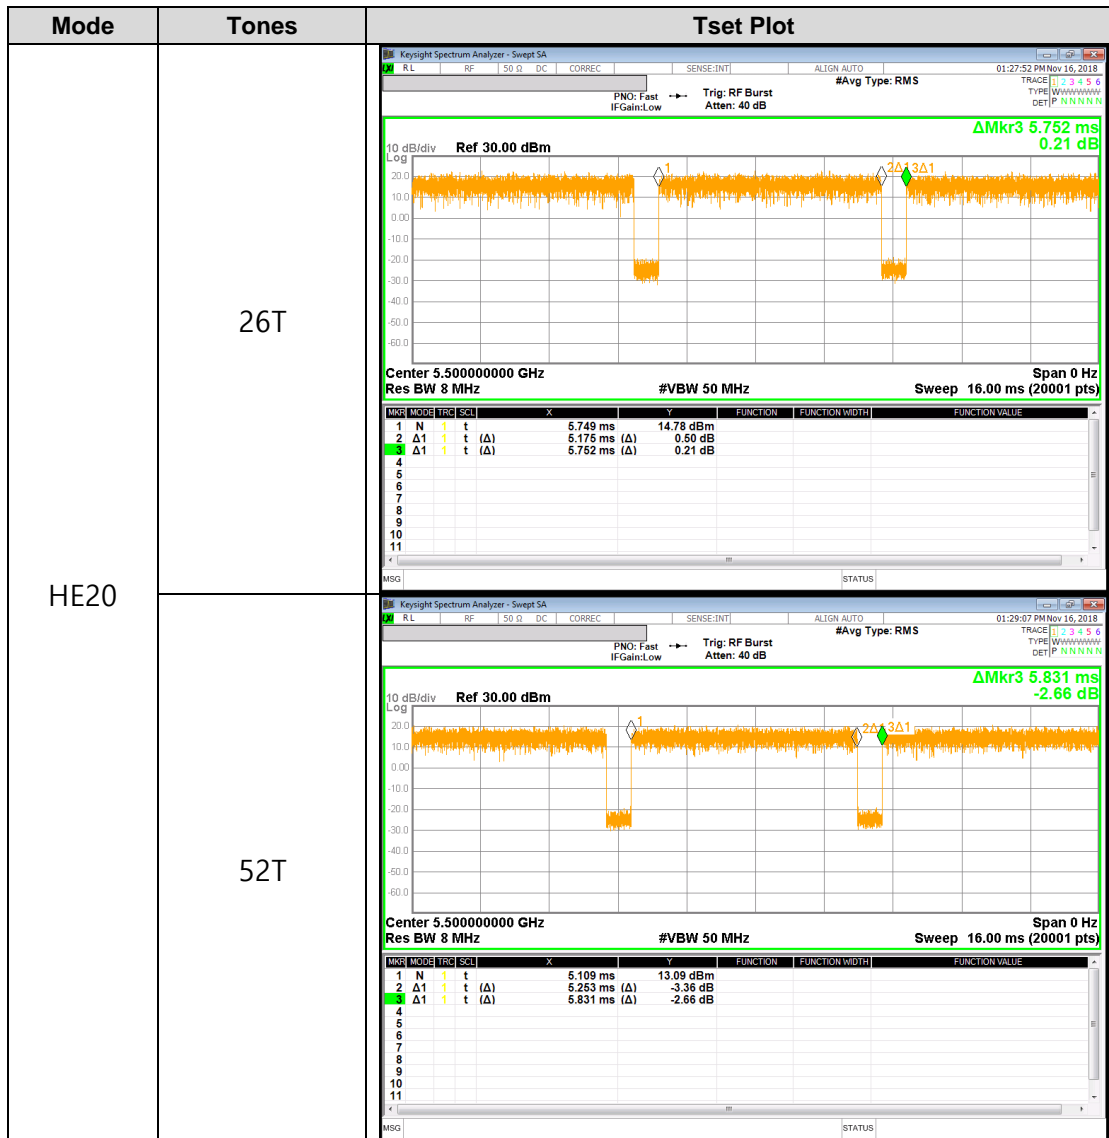 Mode Tones Tset Plot
HE20
26T
Keysight Spectrum Analyzer - Swept SA
LXI RL RF 50 Ω DC CORREC SENSE:INT ALIGN AUTO 01:27:52 PM Nov 16, 2018
#Avg Type: RMS TRACE 1 2 3 4 5 6
PNO: Fast Trig: RF Burst TYPE WWWWWW
IFGain:Low Atten: 40 dB DET P NNNNN
ΔMkr3 5.752 ms
10 dB/div Ref 30.00 dBm 0.21 dB
Log
1 2Δ1 3Δ1
20.0
10.0
0.00
-10.0
-20.0
-30.0
-40.0
-50.0
-60.0
Center 5.500000000 GHz Span 0 Hz
Res BW 8 MHz #VBW 50 MHz Sweep 16.00 ms (20001 pts)
MKR MODE TRC SCL X Y FUNCTION FUNCTION WIDTH FUNCTION VALUE
1 N 1 t 5.749 ms 14.78 dBm
2 Δ1 1 t (Δ) 5.175 ms (Δ) 0.50 dB
3 Δ1 1 t (Δ) 5.752 ms (Δ) 0.21 dB
4
5
6
7
8
9
10
11
MSG STATUS
52T
Keysight Spectrum Analyzer - Swept SA
LXI RL RF 50 Ω DC CORREC SENSE:INT ALIGN AUTO 01:29:07 PM Nov 16, 2018
#Avg Type: RMS TRACE 1 2 3 4 5 6
PNO: Fast Trig: RF Burst TYPE WWWWWW
IFGain:Low Atten: 40 dB DET P NNNNN
ΔMkr3 5.831 ms
10 dB/div Ref 30.00 dBm -2.66 dB
Log
1 2Δ1 3Δ1
20.0
10.0
0.00
-10.0
-20.0
-30.0
-40.0
-50.0
-60.0
Center 5.500000000 GHz Span 0 Hz
Res BW 8 MHz #VBW 50 MHz Sweep 16.00 ms (20001 pts)
MKR MODE TRC SCL X Y FUNCTION FUNCTION WIDTH FUNCTION VALUE
1 N 1 t 5.109 ms 13.09 dBm
2 Δ1 1 t (Δ) 5.253 ms (Δ) -3.36 dB
3 Δ1 1 t (Δ) 5.831 ms (Δ) -2.66 dB
4
5
6
7
8
9
10
11
MSG STATUS